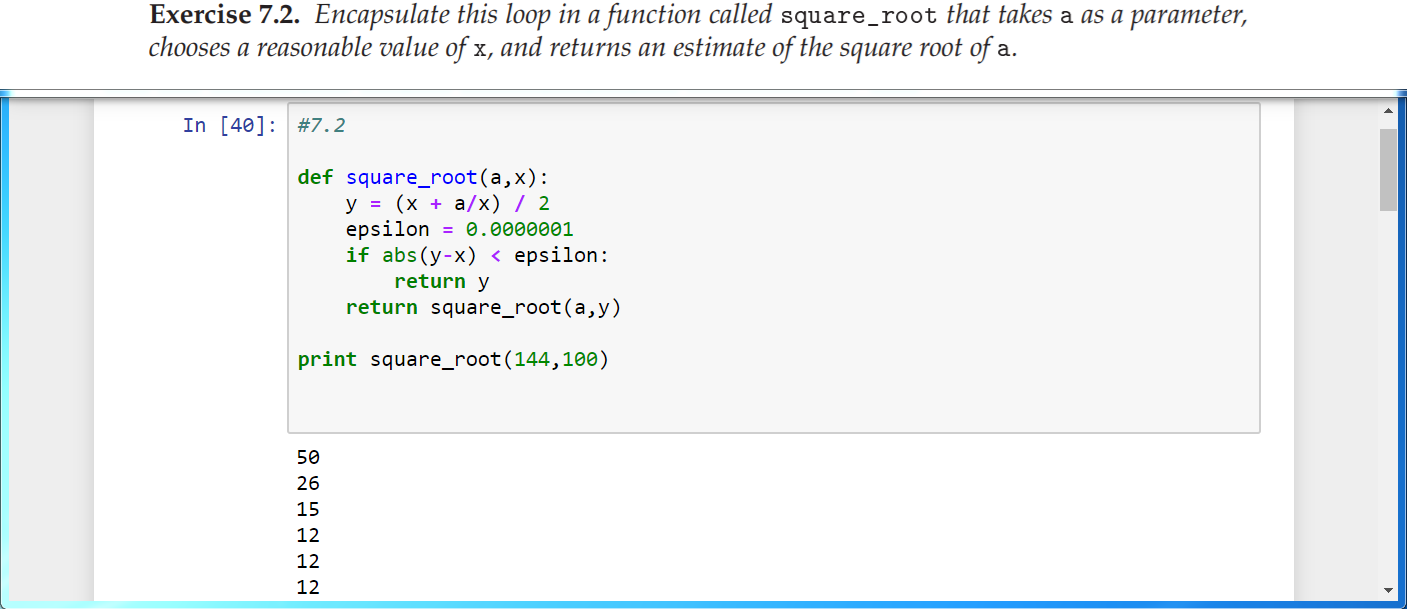 Exercise 7.2. Encapsulate this loop in a function called square_root that takes a as a parameter,
chooses a reasonable value of x, and returns an estimate of the square root of a.
In [40]:
#7.2
def square_root(a,x):
    y = (x + a/x) / 2
    epsilon = 0.0000001
    if abs(y-x) < epsilon:
        return y
    return square_root(a,y)
print square_root(144,100)
50
26
15
12
12
12